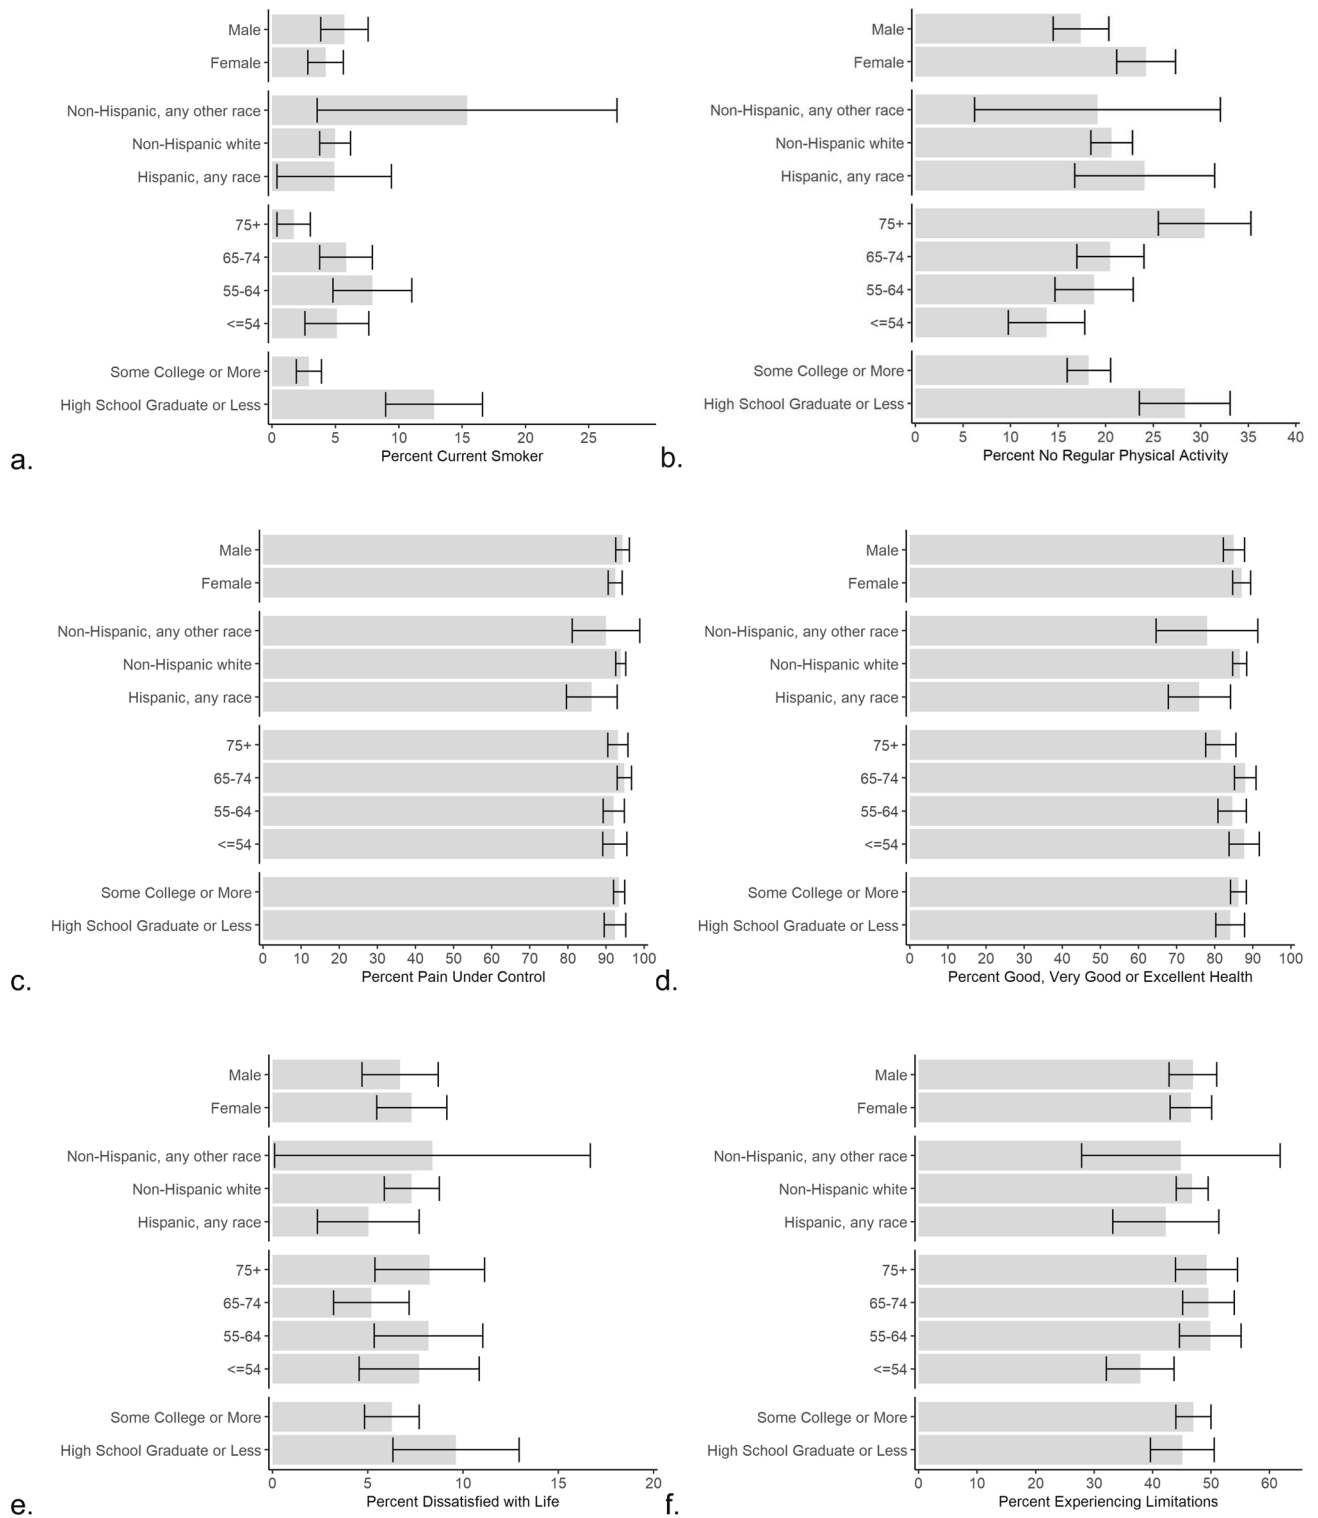 Male
Female
Non-Hispanic, any other race
Non-Hispanic white
Hispanic, any race
75+
65-74
55-64
<=54
Some College or More
High School Graduate or Less
0 5 10 15 20 25
Percent Current Smoker
a.
Male
Female
Non-Hispanic, any other race
Non-Hispanic white
Hispanic, any race
75+
65-74
55-64
<=54
Some College or More
High School Graduate or Less
0 5 10 15 20 25 30 35 40
Percent No Regular Physical Activity
b.
Male
Female
Non-Hispanic, any other race
Non-Hispanic white
Hispanic, any race
75+
65-74
55-64
<=54
Some College or More
High School Graduate or Less
0 10 20 30 40 50 60 70 80 90 100
Percent Pain Under Control
c.
Male
Female
Non-Hispanic, any other race
Non-Hispanic white
Hispanic, any race
75+
65-74
55-64
<=54
Some College or More
High School Graduate or Less
0 10 20 30 40 50 60 70 80 90 100
Percent Good, Very Good or Excellent Health
d.
Male
Female
Non-Hispanic, any other race
Non-Hispanic white
Hispanic, any race
75+
65-74
55-64
<=54
Some College or More
High School Graduate or Less
0 5 10 15 20
Percent Dissatisfied with Life
e.
Male
Female
Non-Hispanic, any other race
Non-Hispanic white
Hispanic, any race
75+
65-74
55-64
<=54
Some College or More
High School Graduate or Less
0 10 20 30 40 50 60
Percent Experiencing Limitations
f.